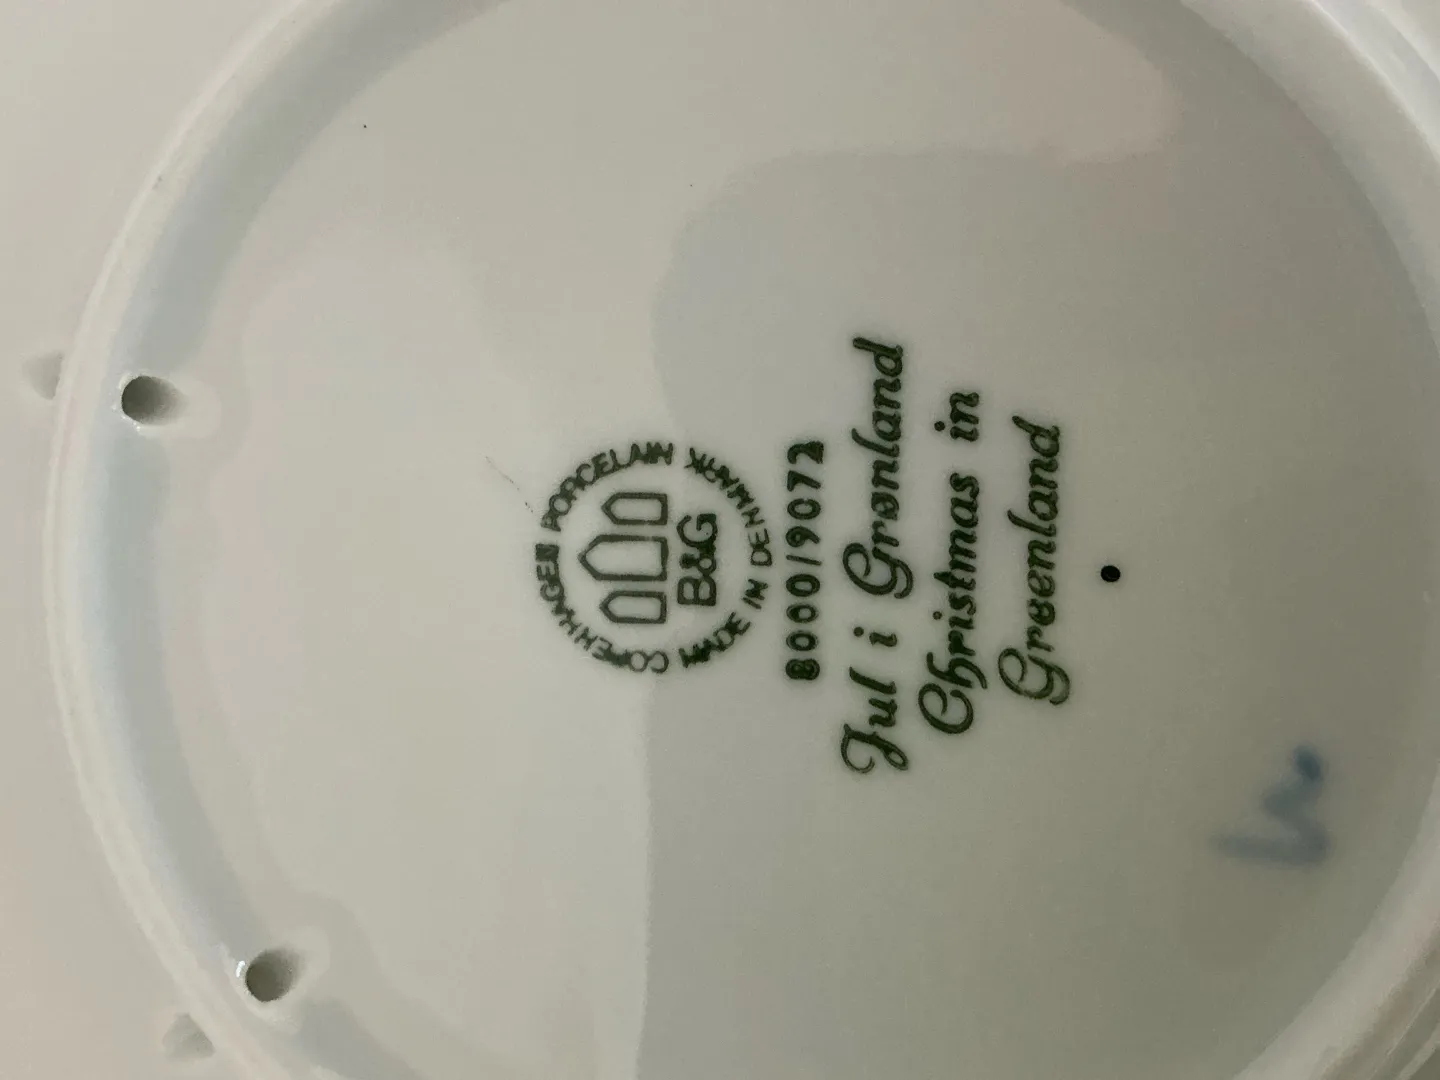 COPENHAGEN PORCELAIN
B&G
MADE IN DENMARK
8000/9072
Jul i Grønland
Christmas in
Greenland